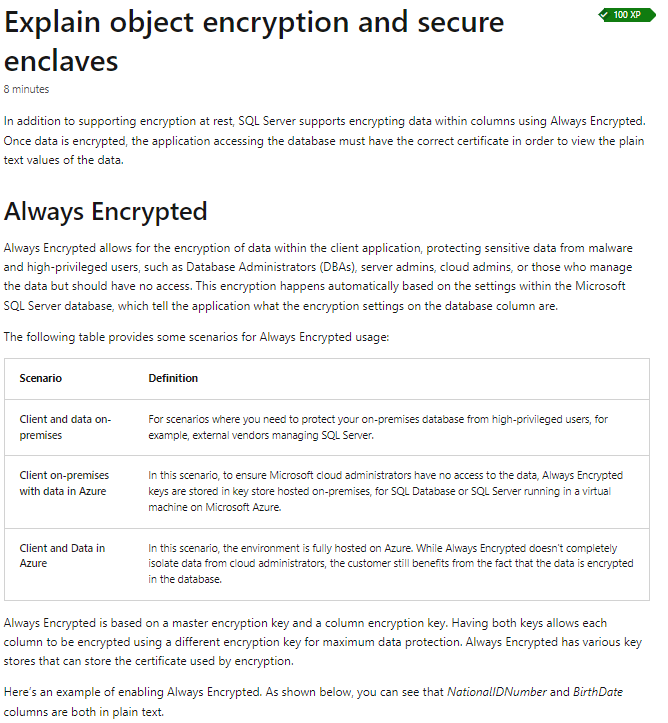 Explain object encryption and secure
enclaves
100 XP
8 minutes
In addition to supporting encryption at rest, SQL Server supports encrypting data within columns using Always Encrypted.
Once data is encrypted, the application accessing the database must have the correct certificate in order to view the plain
text values of the data.
Always Encrypted
Always Encrypted allows for the encryption of data within the client application, protecting sensitive data from malware
and high-privileged users, such as Database Administrators (DBAs), server admins, cloud admins, or those who manage
the data but should have no access. This encryption happens automatically based on the settings within the Microsoft
SQL Server database, which tell the application what the encryption settings on the database column are.
The following table provides some scenarios for Always Encrypted usage:
Scenario Definition
Client and data on- For scenarios where you need to protect your on-premises database from high-privileged users, for
premises example, external vendors managing SQL Server.
Client on-premises In this scenario, to ensure Microsoft cloud administrators have no access to the data, Always Encrypted
with data in Azure keys are stored in key store hosted on-premises, for SQL Database or SQL Server running in a virtual
machine on Microsoft Azure.
Client and Data in In this scenario, the environment is fully hosted on Azure. While Always Encrypted doesn't completely
Azure isolate data from cloud administrators, the customer still benefits from the fact that the data is encrypted
in the database.
Always Encrypted is based on a master encryption key and a column encryption key. Having both keys allows each
column to be encrypted using a different encryption key for maximum data protection. Always Encrypted has various key
stores that can store the certificate used by encryption.
Here's an example of enabling Always Encrypted. As shown below, you can see that NationalIDNumber and BirthDate
columns are both in plain text.